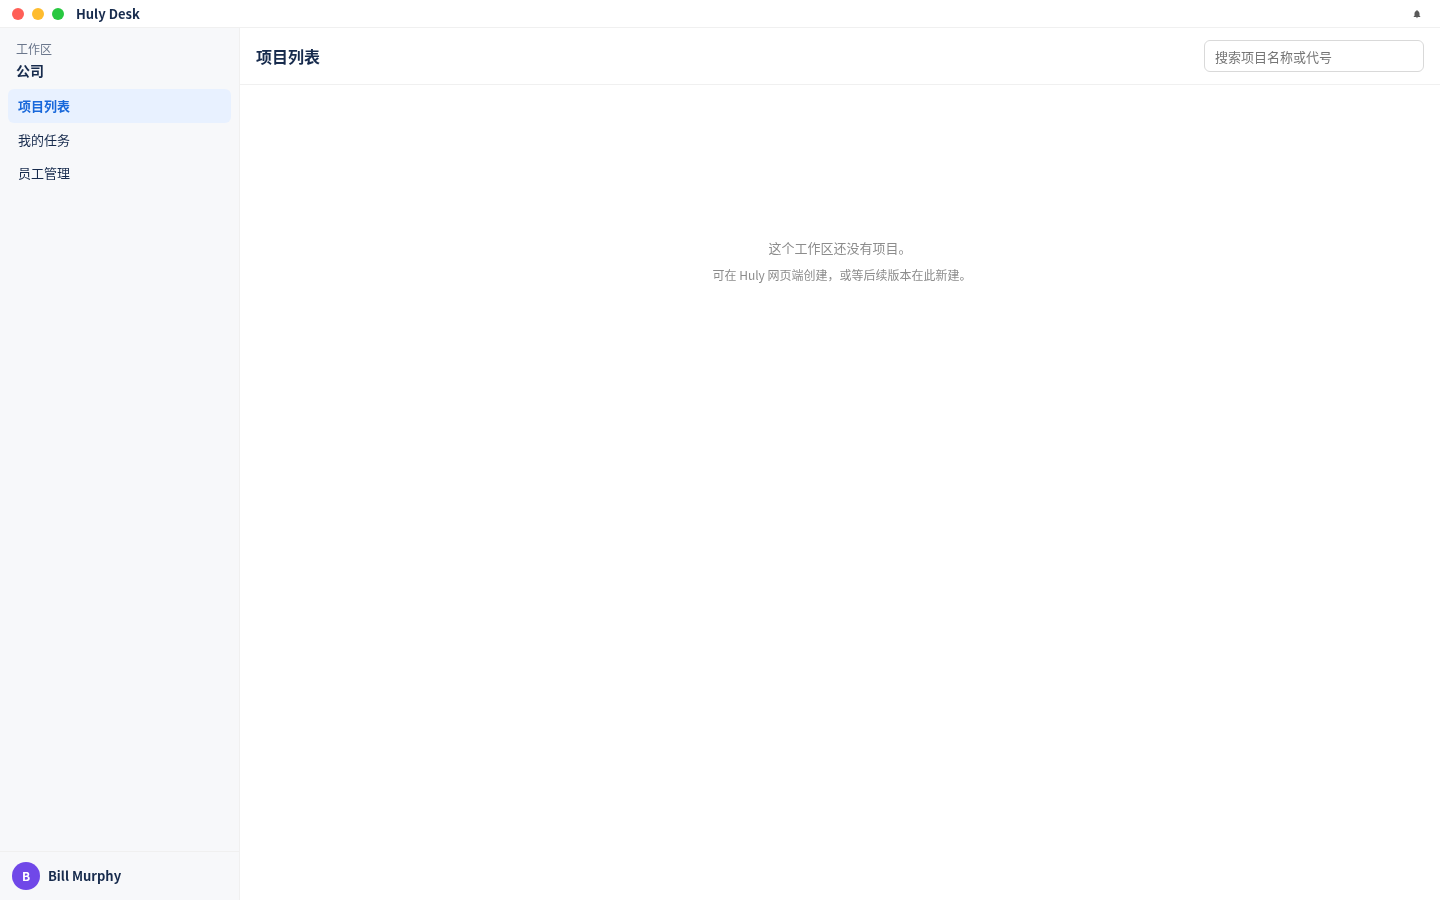 Huly Desk
工作区
公司
项目列表
我的任务
员工管理
项目列表
搜索项目名称或代号
这个工作区还没有项目。
可在 Huly 网页端创建，或等后续版本在此新建。
B
Bill Murphy